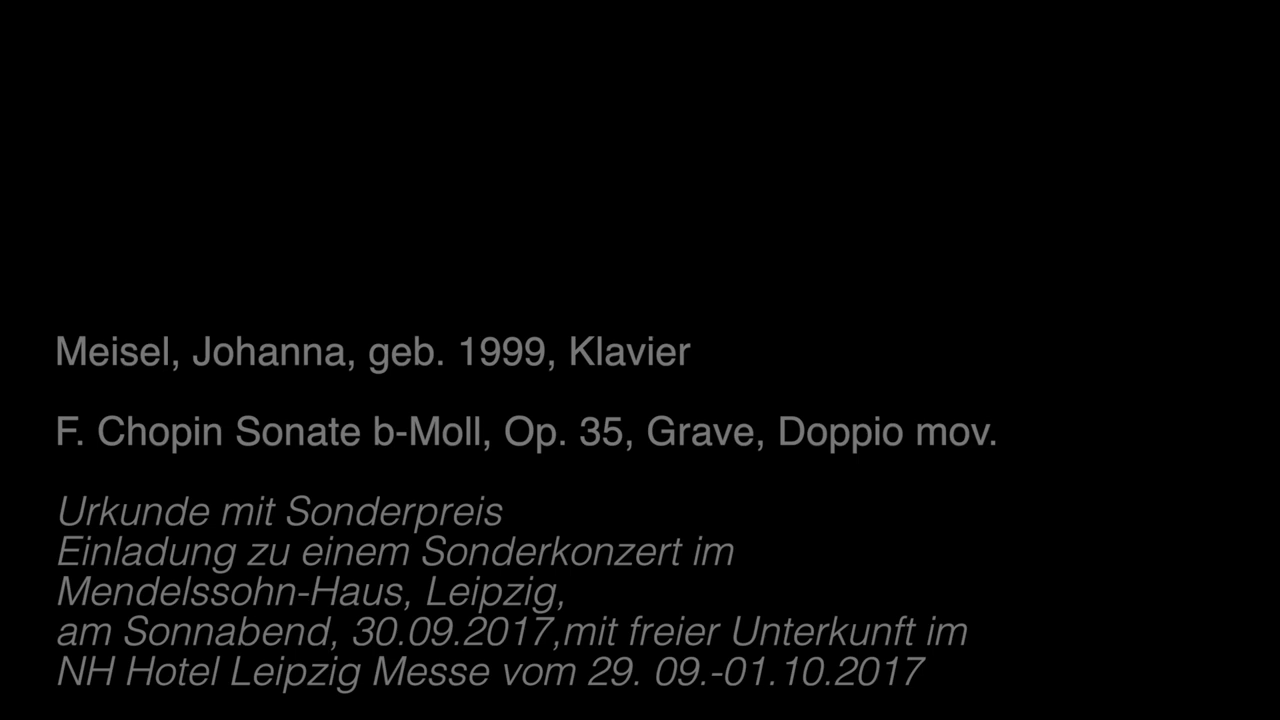 Meisel, Johanna, geb. 1999, Klavier
F. Chopin Sonate b-Moll, Op. 35, Grave, Doppio mov.
Urkunde mit Sonderpreis
Einladung zu einem Sonderkonzert im
Mendelssohn-Haus, Leipzig,
am Sonnabend, 30.09.2017,mit freier Unterkunft im
NH Hotel Leipzig Messe vom 29. 09.-01.10.2017